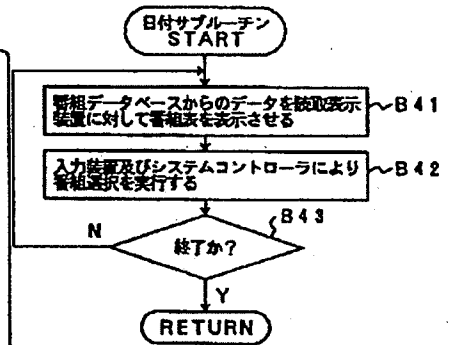 日付サブルーチン
START
番組データベースからのデータを読取表示
装置に対して番組表を表示させる
B41
入力装置及びシステムコントローラにより
番組選択を実行する
B42
B43
N
終了か?
Y
RETURN